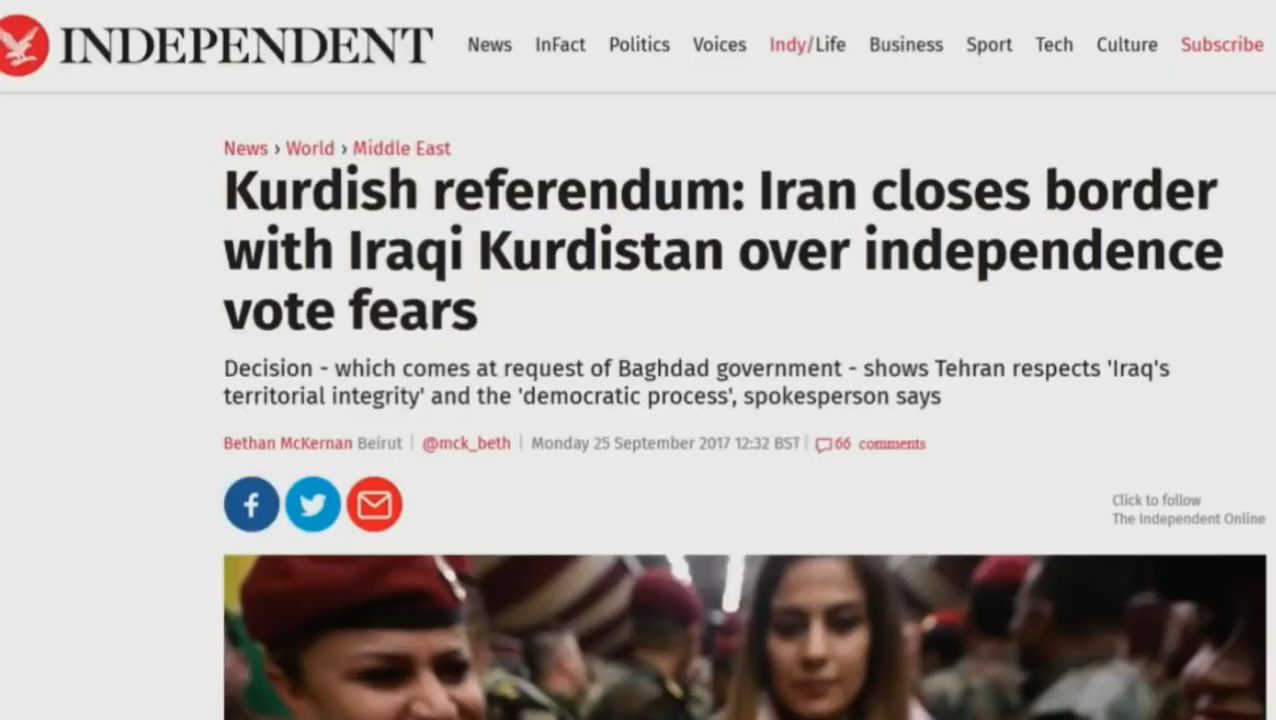 INDEPENDENT
News InFact Politics Voices Indy/Life Business Sport Tech Culture Subscribe
News › World › Middle East
Kurdish referendum: Iran closes border
with Iraqi Kurdistan over independence
vote fears
Decision - which comes at request of Baghdad government - shows Tehran respects 'Iraq's
territorial integrity' and the 'democratic process', spokesperson says
Bethan McKernan Beirut | @mck_beth | Monday 25 September 2017 12:32 BST | 66 comments
Click to follow
The Independent Online